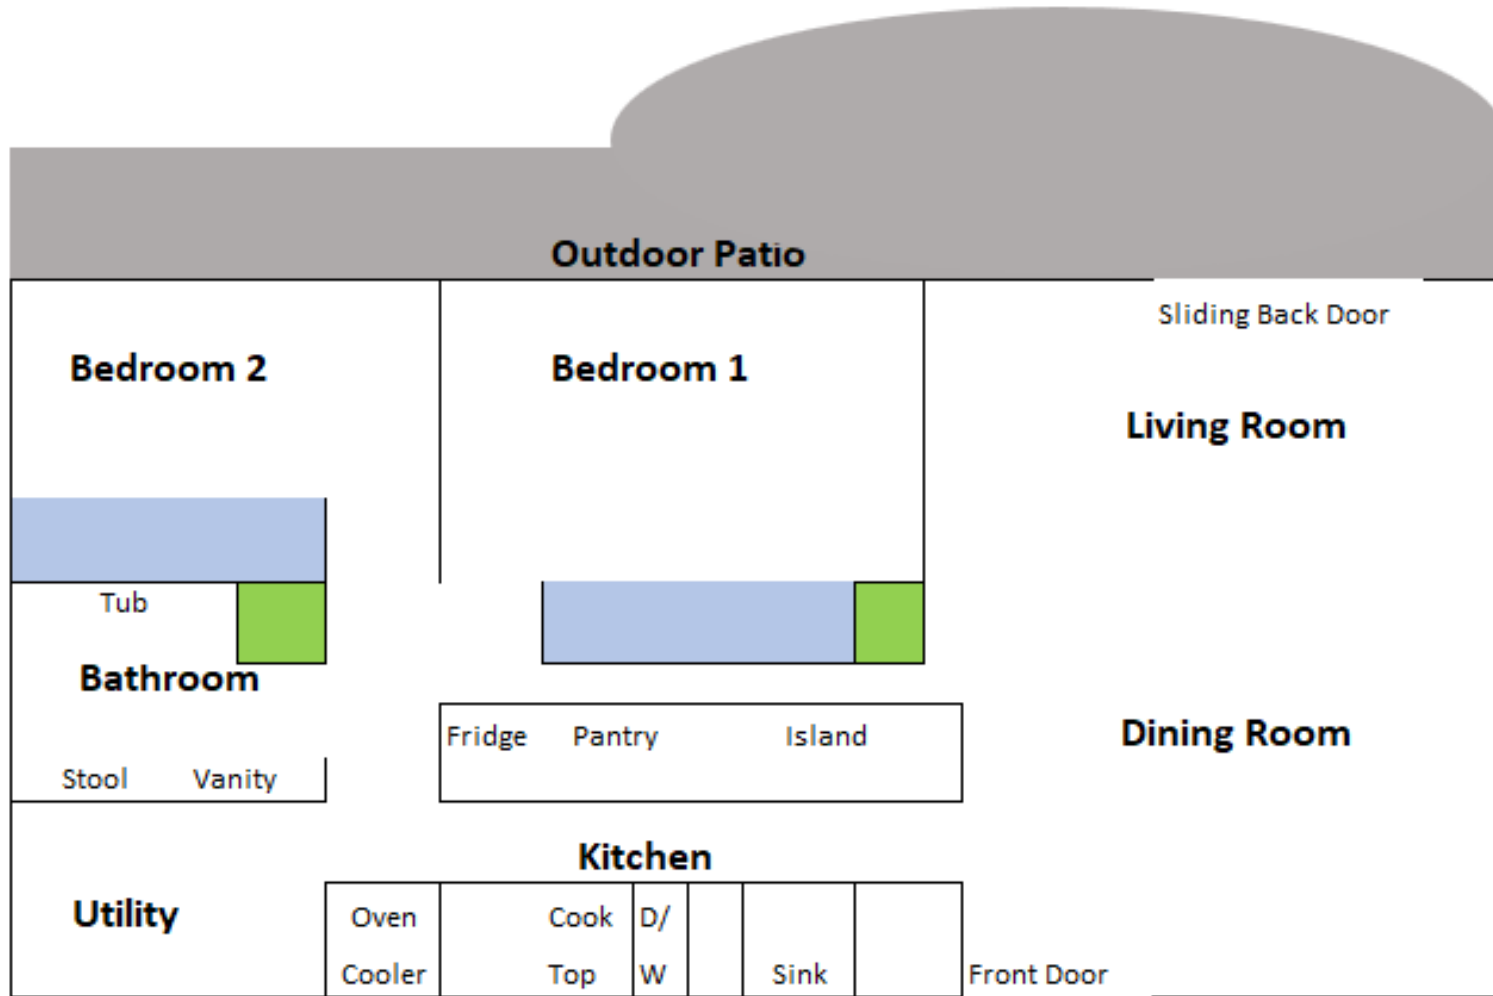 Outdoor Patio
Sliding Back Door
Bedroom 2
Bedroom 1
Living Room
Tub
Bathroom
Fridge
Pantry
Island
Dining Room
Stool
Vanity
Kitchen
Utility
Oven
Cooler
Cook
Top
D/
W
Sink
Front Door